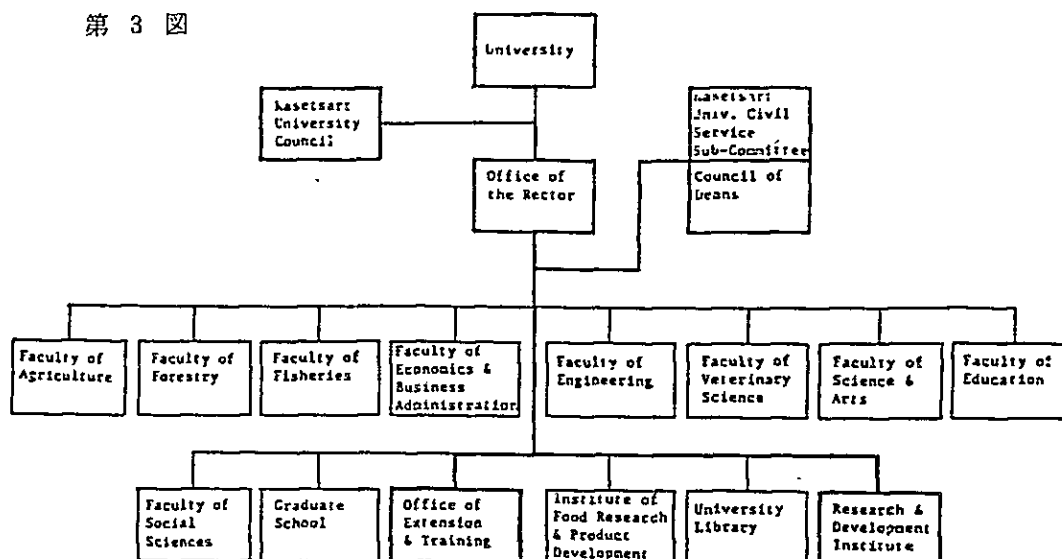 第 3 図
University
Kasetsart
University
Council
Kasetsart
Univ. Civil
Service
Sub-Committee
Council of
Deans
Office of
the Rector
Faculty of
Agriculture
Faculty of
Forestry
Faculty of
Fisheries
Faculty of
Economics &
Business
Administration
Faculty of
Engineering
Faculty of
Veterinary
Science
Faculty of
Science &
Arts
Faculty of
Education
Faculty of
Social
Sciences
Graduate
School
Office of
Extension
& Training
Institute of
Food Research
& Product
Development
University
Library
Research &
Development
Institute